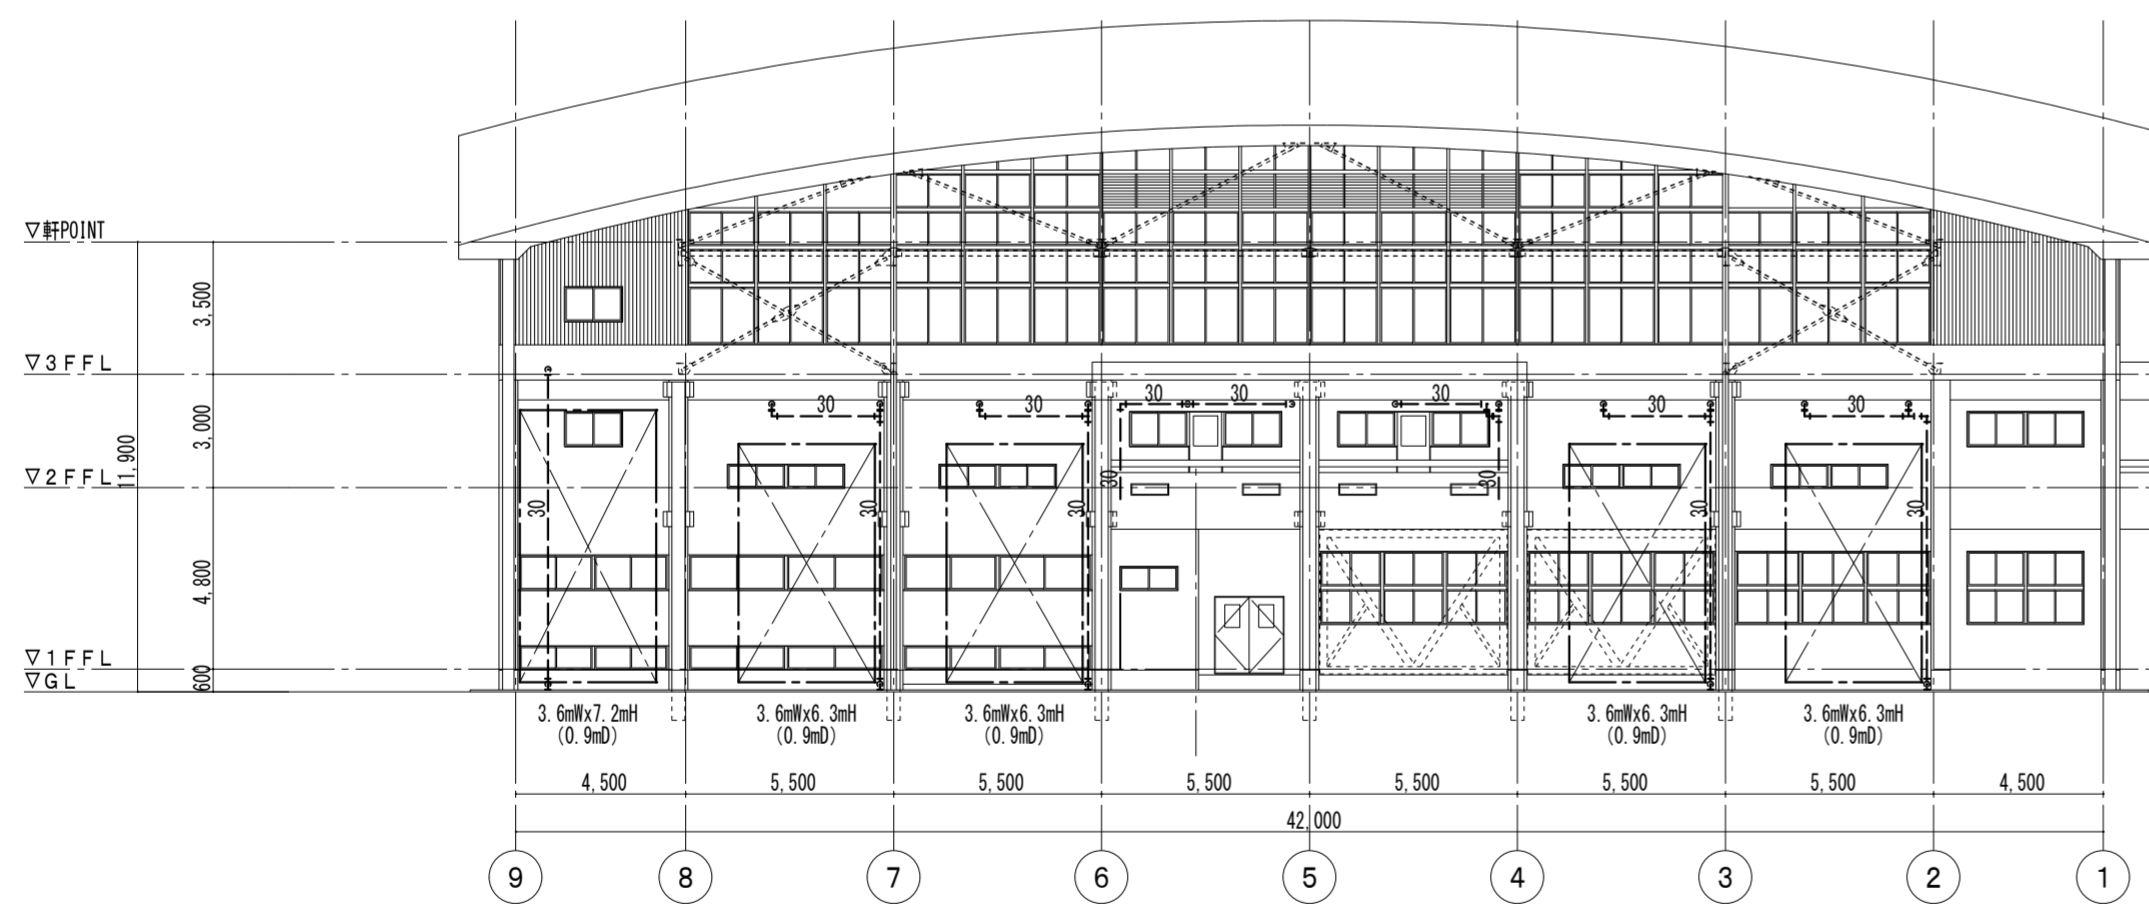 ▽軒POINT
3,500
▽3FFL
30 30 30 30 30 30 30
3,000
11,900
▽2FFL
30 30 30 30 30 30 30 30
4,800
▽1FFL
600
▽GL
3.6mWx7.2mH 3.6mWx6.3mH 3.6mWx6.3mH 3.6mWx6.3mH 3.6mWx6.3mH
(0.9mD) (0.9mD) (0.9mD) (0.9mD) (0.9mD)
4,500 5,500 5,500 5,500 5,500 5,500 5,500 4,500
42,000
9 8 7 6 5 4 3 2 1